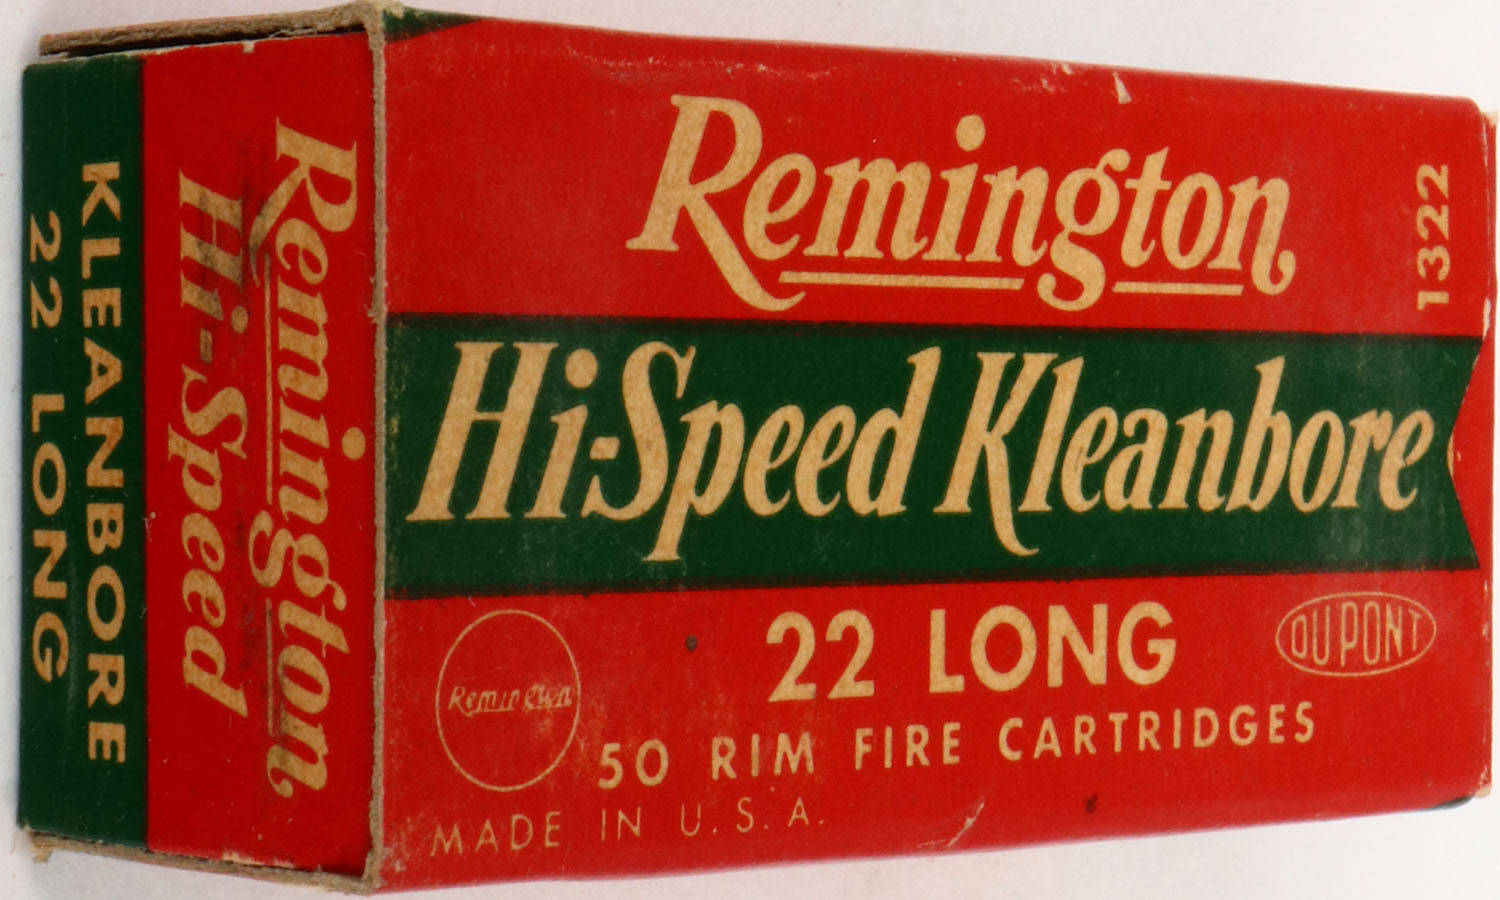 Remington
1322
Hi-Speed Kleanbore
22 LONG
DU PONT
Remington
50 RIM FIRE CARTRIDGES
MADE IN U.S.A.
Remington
Hi-Speed
KLEANBORE
22 LONG